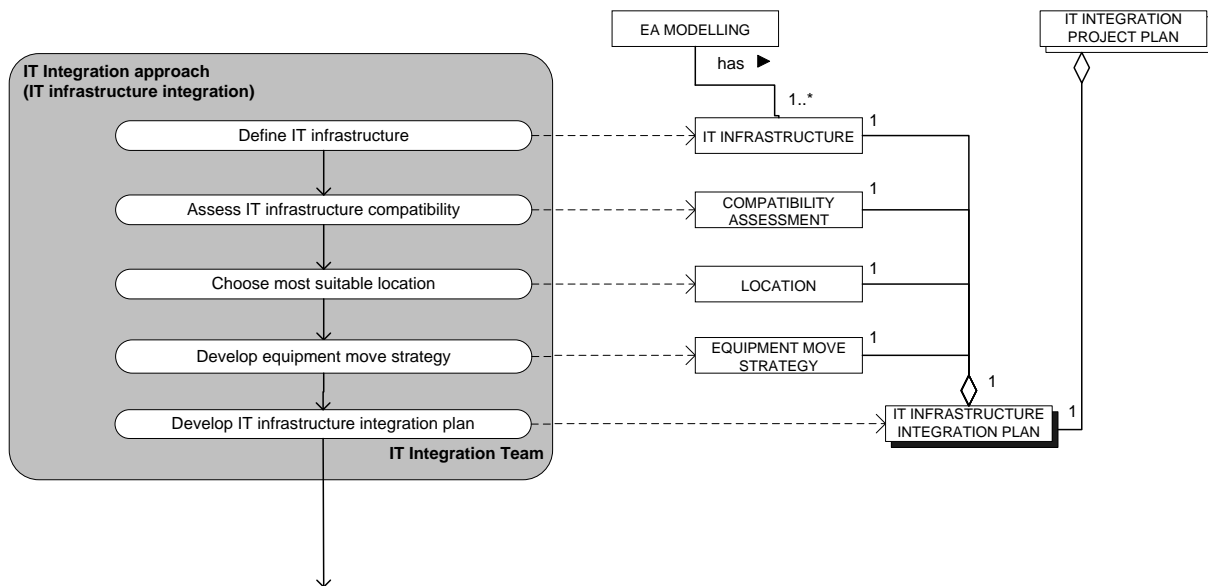 EA MODELLING
IT INTEGRATION
PROJECT PLAN
has
1..*
IT Integration approach
(IT infrastructure integration)
Define IT infrastructure
IT INFRASTRUCTURE
1
Assess IT infrastructure compatibility
COMPATIBILITY
ASSESSMENT
1
Choose most suitable location
LOCATION
1
Develop equipment move strategy
EQUIPMENT MOVE
STRATEGY
1
1
Develop IT infrastructure integration plan
IT INFRASTRUCTURE
INTEGRATION PLAN
1
IT Integration Team